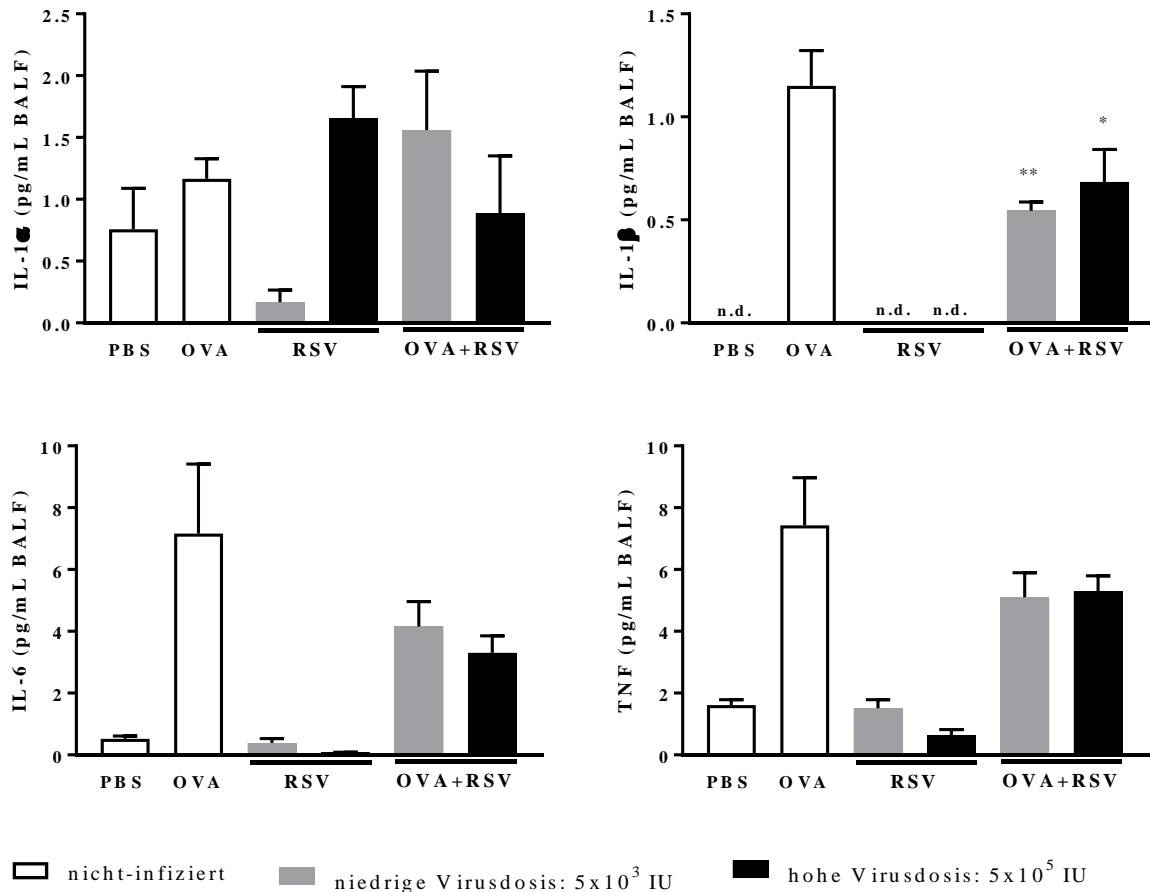 IL-1α (pg/mL BALF)
2.5
2.0
1.5
1.0
0.5
0.0
PBS OVA RSV OVA+RSV
IL-1β (pg/mL BALF)
1.5
1.0
0.5
0.0
n.d. n.d. n.d. ** *
PBS OVA RSV OVA+RSV
IL-6 (pg/mL BALF)
10
8
6
4
2
0
PBS OVA RSV OVA+RSV
TNF (pg/mL BALF)
10
8
6
4
2
0
PBS OVA RSV OVA+RSV
nicht-infiziert niedrige Virusdosis: 5x10³ IU hohe Virusdosis: 5x10⁵ IU